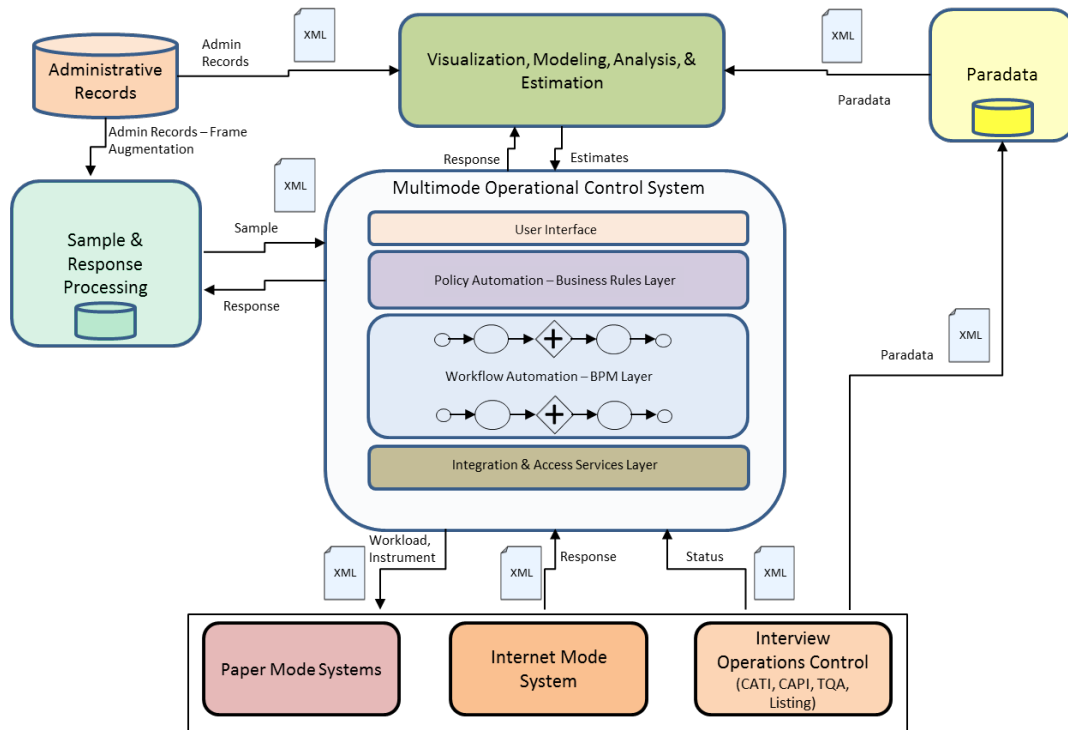 Administrative
Records
Admin
Records
XML
Visualization, Modeling, Analysis, &
Estimation
XML
Paradata
Paradata
Admin Records – Frame
Augmentation
Response
Estimates
XML
Multimode Operational Control System
Sample &
Response
Processing
Sample
Response
User Interface
Policy Automation – Business Rules Layer
Workflow Automation – BPM Layer
Integration & Access Services Layer
XML
Paradata
Workload,
Instrument
XML
Response
XML
Status
XML
Paper Mode Systems
Internet Mode
System
Interview
Operations Control
(CATI, CAPI, TQA,
Listing)